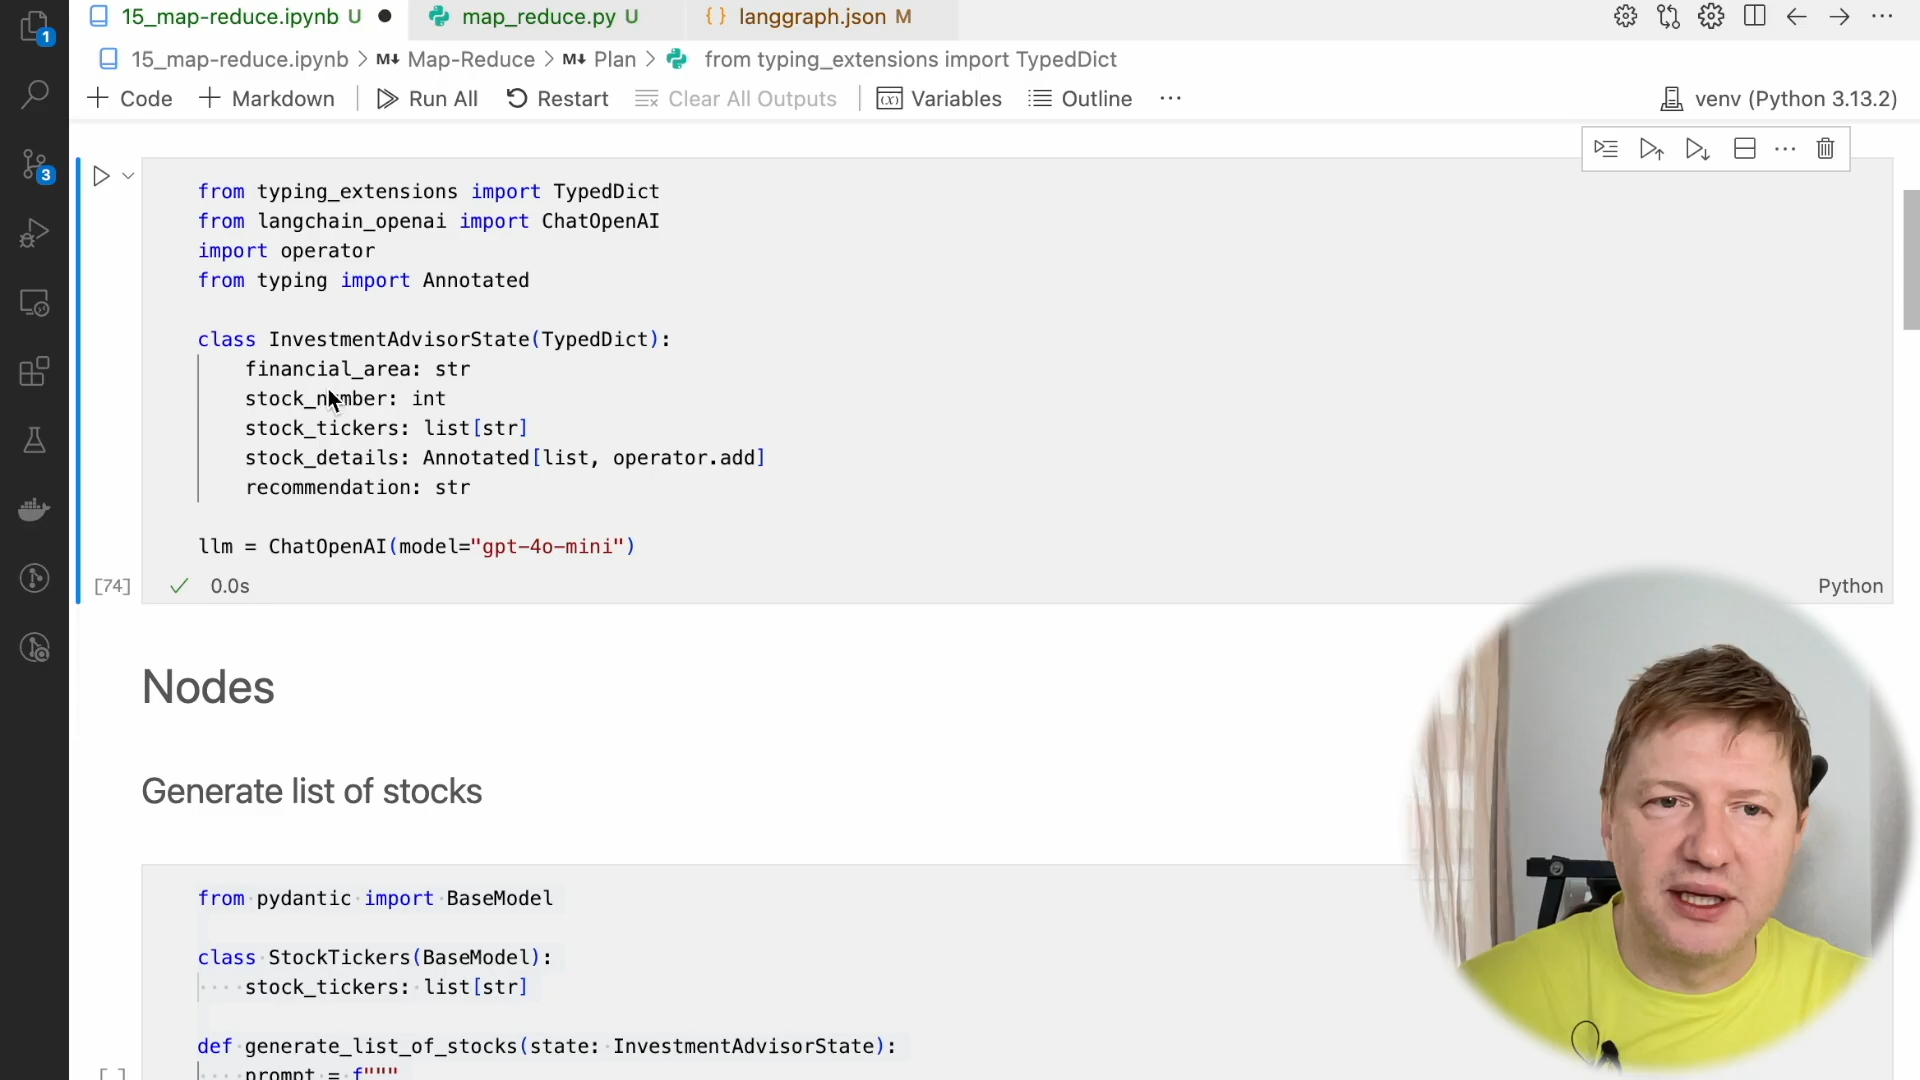 15_map-reduce.ipynb U
map_reduce.py U
{} langgraph.json M
15_map-reduce.ipynb > M↓ Map-Reduce > M↓ Plan > from typing_extensions import TypedDict
+ Code
+ Markdown
Run All
Restart
Clear All Outputs
Variables
Outline
...
venv (Python 3.13.2)
1
3
from typing_extensions import TypedDict
from langchain_openai import ChatOpenAI
import operator
from typing import Annotated
class InvestmentAdvisorState(TypedDict):
financial_area: str
stock_number: int
stock_tickers: list[str]
stock_details: Annotated[list, operator.add]
recommendation: str
llm = ChatOpenAI(model="gpt-4o-mini")
[74]
0.0s
Python
Nodes
Generate list of stocks
from pydantic import BaseModel
class StockTickers(BaseModel):
stock_tickers: list[str]
def generate_list_of_stocks(state: InvestmentAdvisorState):
[ ]
prompt = f"""